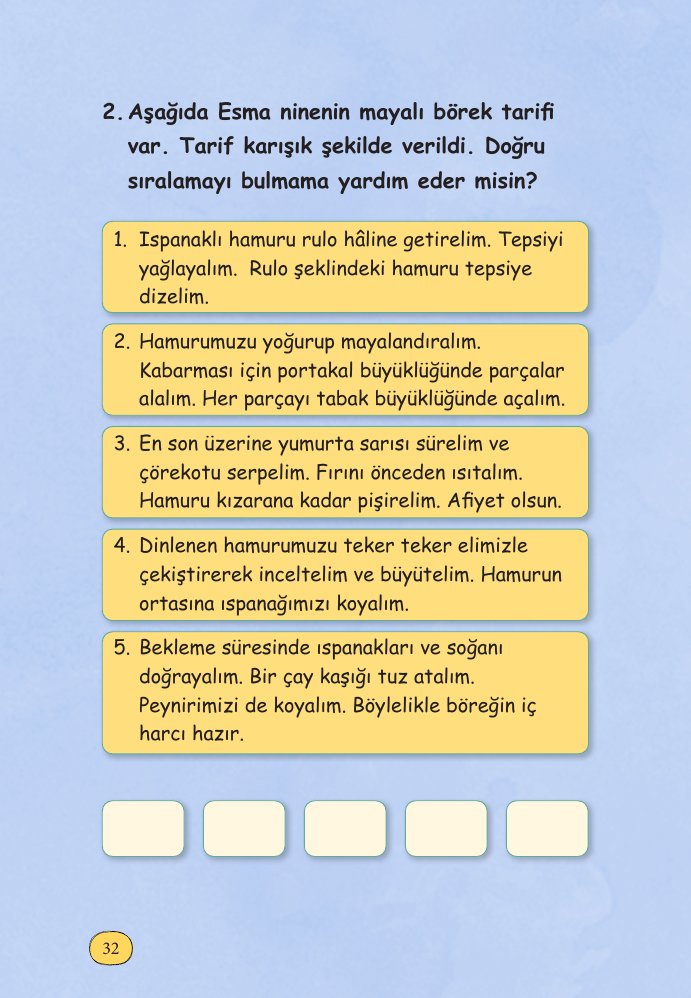 2. Aşağıda Esma ninenin mayalı börek tarifi
var. Tarif karışık şekilde verildi. Doğru
sıralamayı bulmama yardım eder misin?
1. Ispanaklı hamuru rulo hâline getirelim. Tepsiyi
yağlayalım. Rulo şeklindeki hamuru tepsiye
dizelim.
2. Hamurumuzu yoğurup mayalandıralım.
Kabarması için portakal büyüklüğünde parçalar
alalım. Her parçayı tabak büyüklüğünde açalım.
3. En son üzerine yumurta sarısı sürelim ve
çörekotu serpelim. Fırını önceden ısıtalım.
Hamuru kızarana kadar pişirelim. Afiyet olsun.
4. Dinlenen hamurumuzu teker teker elimizle
çekiştirerek inceltelim ve büyütelim. Hamurun
ortasına ıspanağımızı koyalım.
5. Bekleme süresinde ıspanakları ve soğanı
doğrayalım. Bir çay kaşığı tuz atalım.
Peynirimizi de koyalım. Böylelikle böreğin iç
harcı hazır.
32